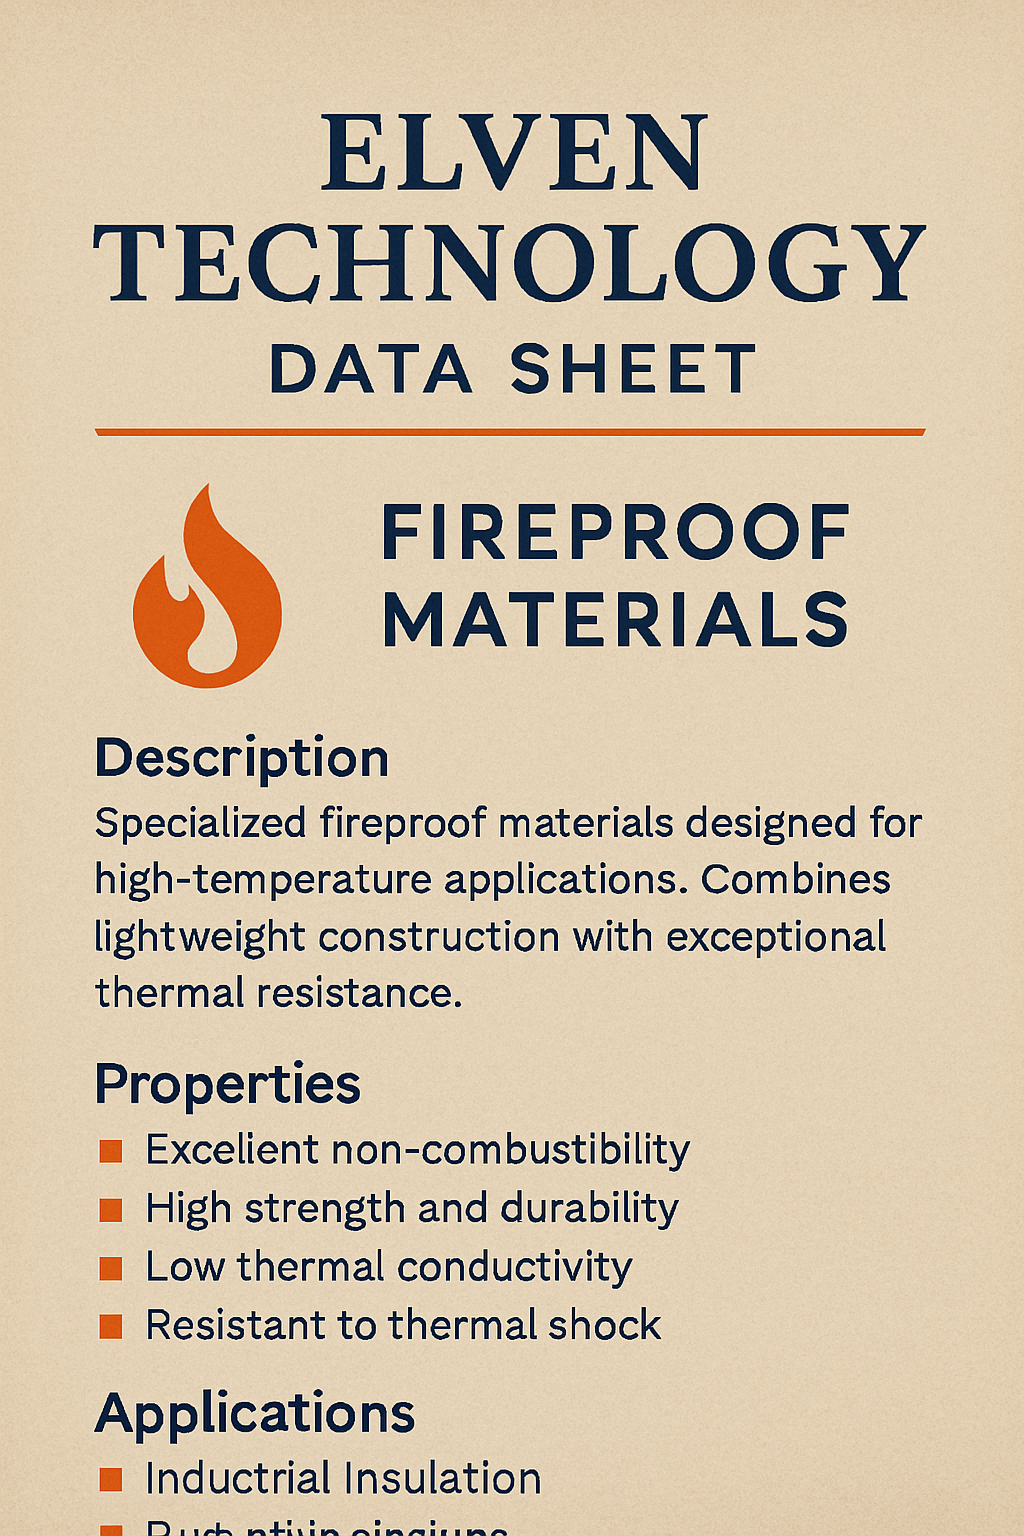 ELVEN
TECHNOLOGY
DATA SHEET
FIREPROOF
MATERIALS
Description
Specialized fireproof materials designed for
high-temperature applications. Combines
lightweight construction with exceptional
thermal resistance.
Properties
Excelient non-combustibility
High strength and durability
Low thermal conductivity
Resistant to thermal shock
Applications
Inductrial Insulation